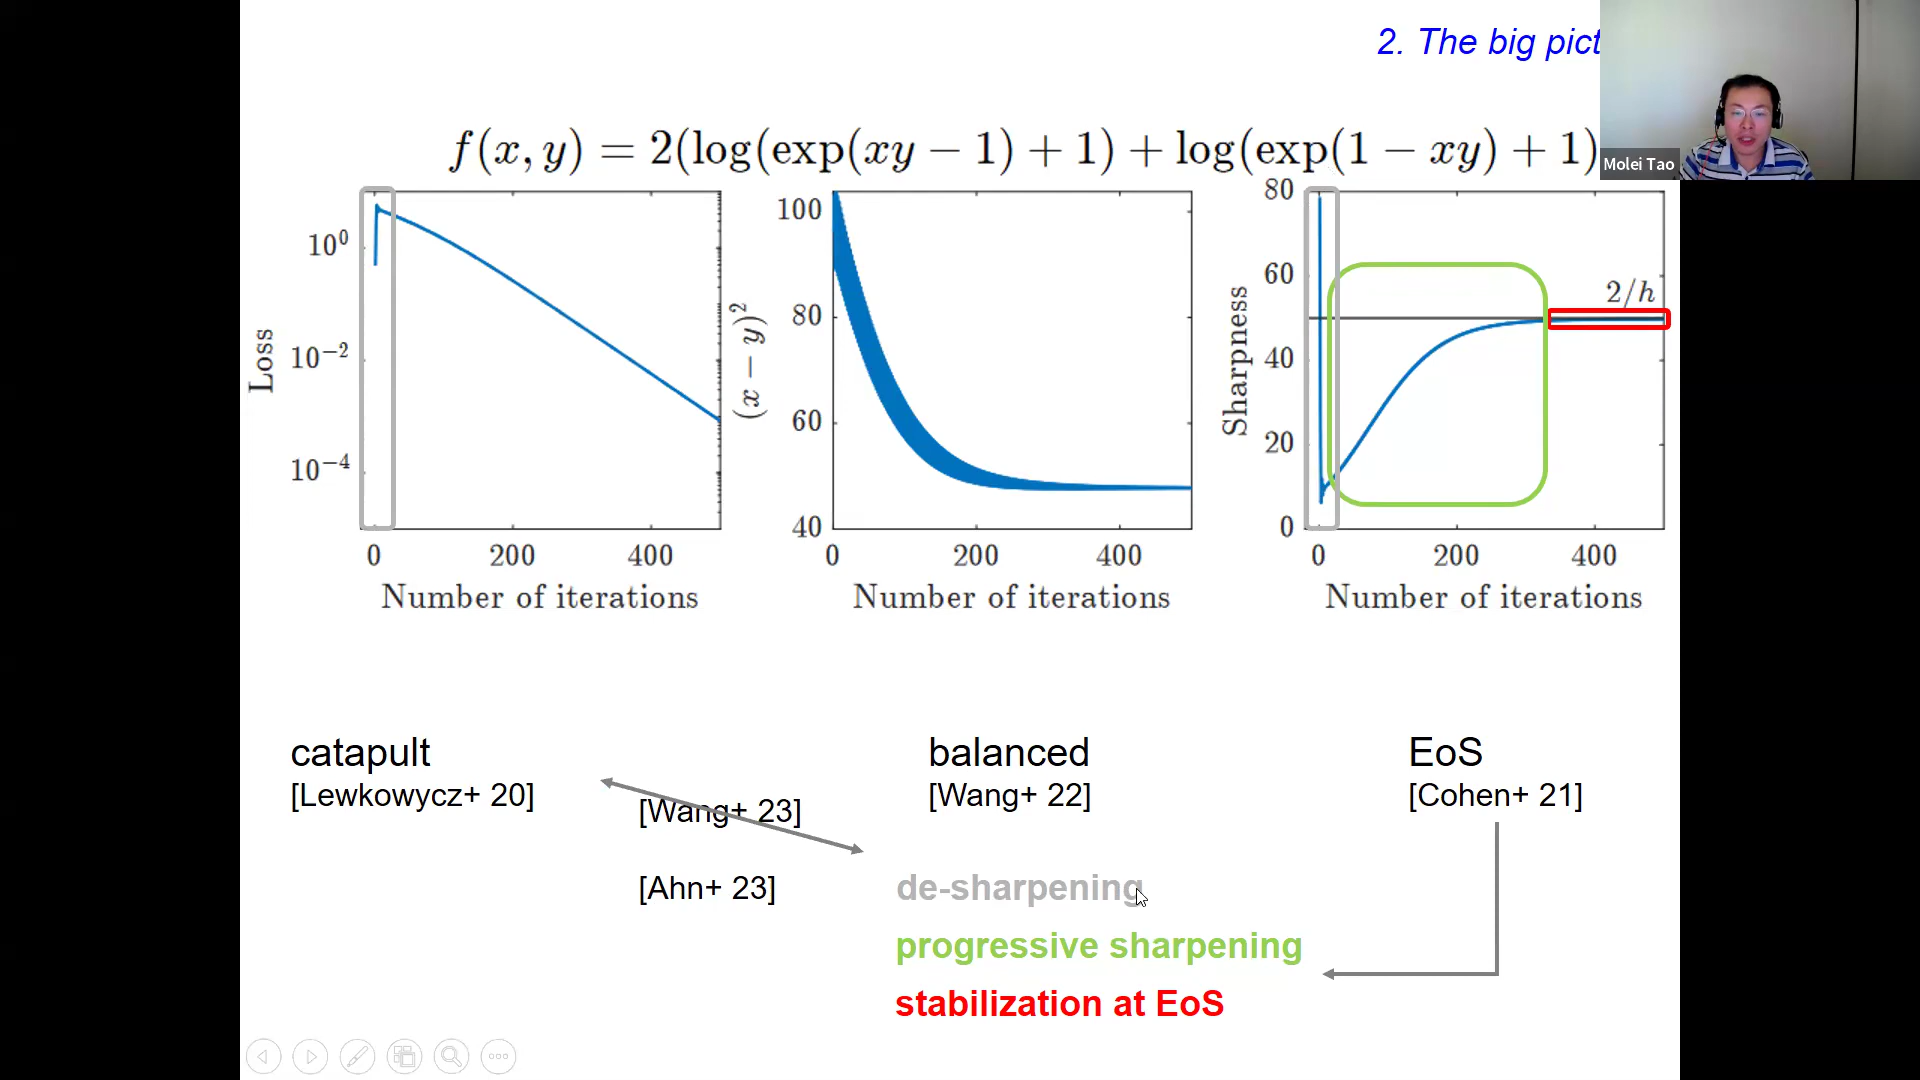 2. The big pict
Molei Tao
f(x, y) = 2(log(exp(xy − 1) + 1) + log(exp(1 − xy) + 1)
Loss
10⁰
10⁻²
10⁻⁴
0 200 400
Number of iterations
(x − y)²
100
80
60
40
0 200 400
Number of iterations
Sharpness
80
60
40
20
0
2/h
0 200 400
Number of iterations
catapult
[Lewkowycz+ 20]
[Wang+ 23]
[Ahn+ 23]
balanced
[Wang+ 22]
EoS
[Cohen+ 21]
de-sharpening
progressive sharpening
stabilization at EoS